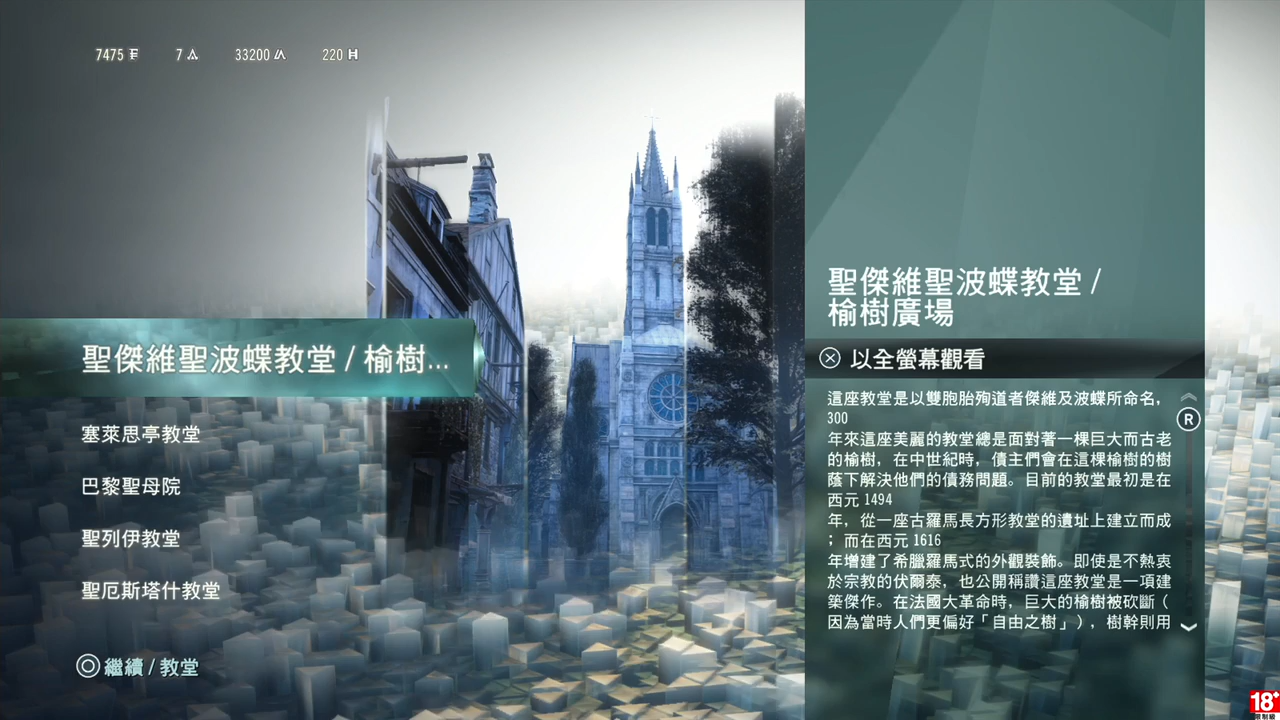 7475 7 33200 220
聖傑維聖波蝶教堂 / 榆樹...
塞萊思亭教堂
巴黎聖母院
聖列伊教堂
聖厄斯塔什教堂
繼續 / 教堂
聖傑維聖波蝶教堂 /
榆樹廣場
以全螢幕觀看
這座教堂是以雙胞胎殉道者傑維及波蝶所命名，
300
年來這座美麗的教堂總是面對著一棵巨大而古老
的榆樹，在中世紀時，債主們會在這棵榆樹的樹
蔭下解決他們的債務問題。目前的教堂最初是在
西元 1494
年，從一座古羅馬長方形教堂的遺址上建立而成
；而在西元 1616
年增建了希臘羅馬式的外觀裝飾。即使是不熱衷
於宗教的伏爾泰，也公開稱讚這座教堂是一項建
築傑作。在法國大革命時，巨大的榆樹被砍斷（
因為當時人們更偏好「自由之樹」），樹幹則用
R
18+
限制級